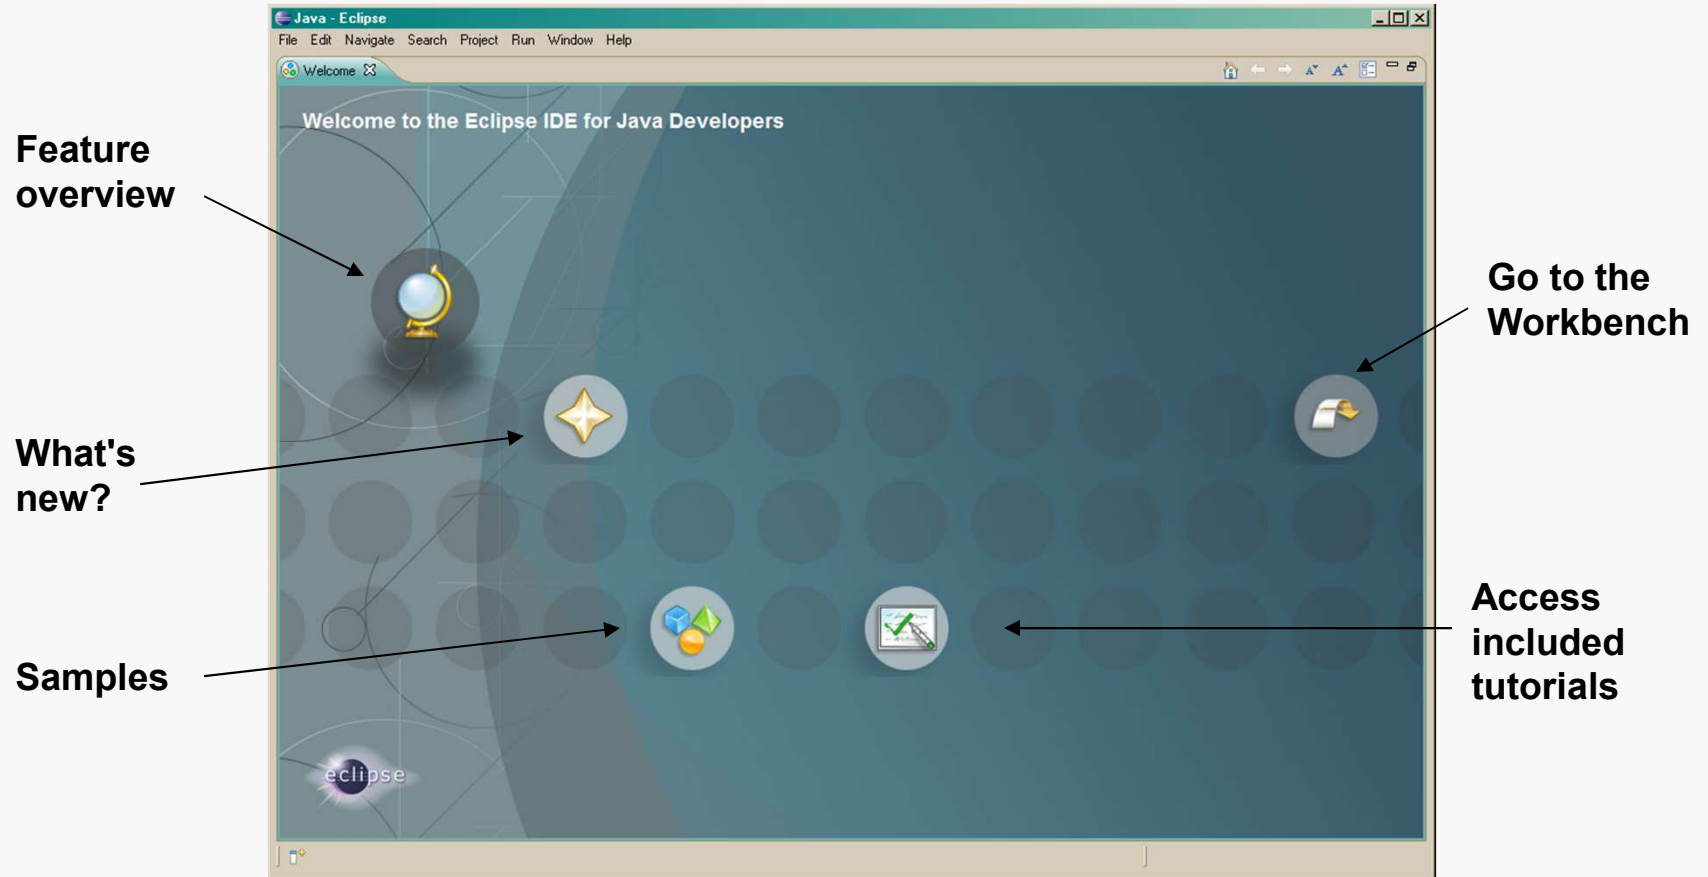 Java - Eclipse
File Edit Navigate Search Project Run Window Help
Welcome
Welcome to the Eclipse IDE for Java Developers
Feature
overview
Go to the
Workbench
What's
new?
Access
included
tutorials
Samples
eclipse